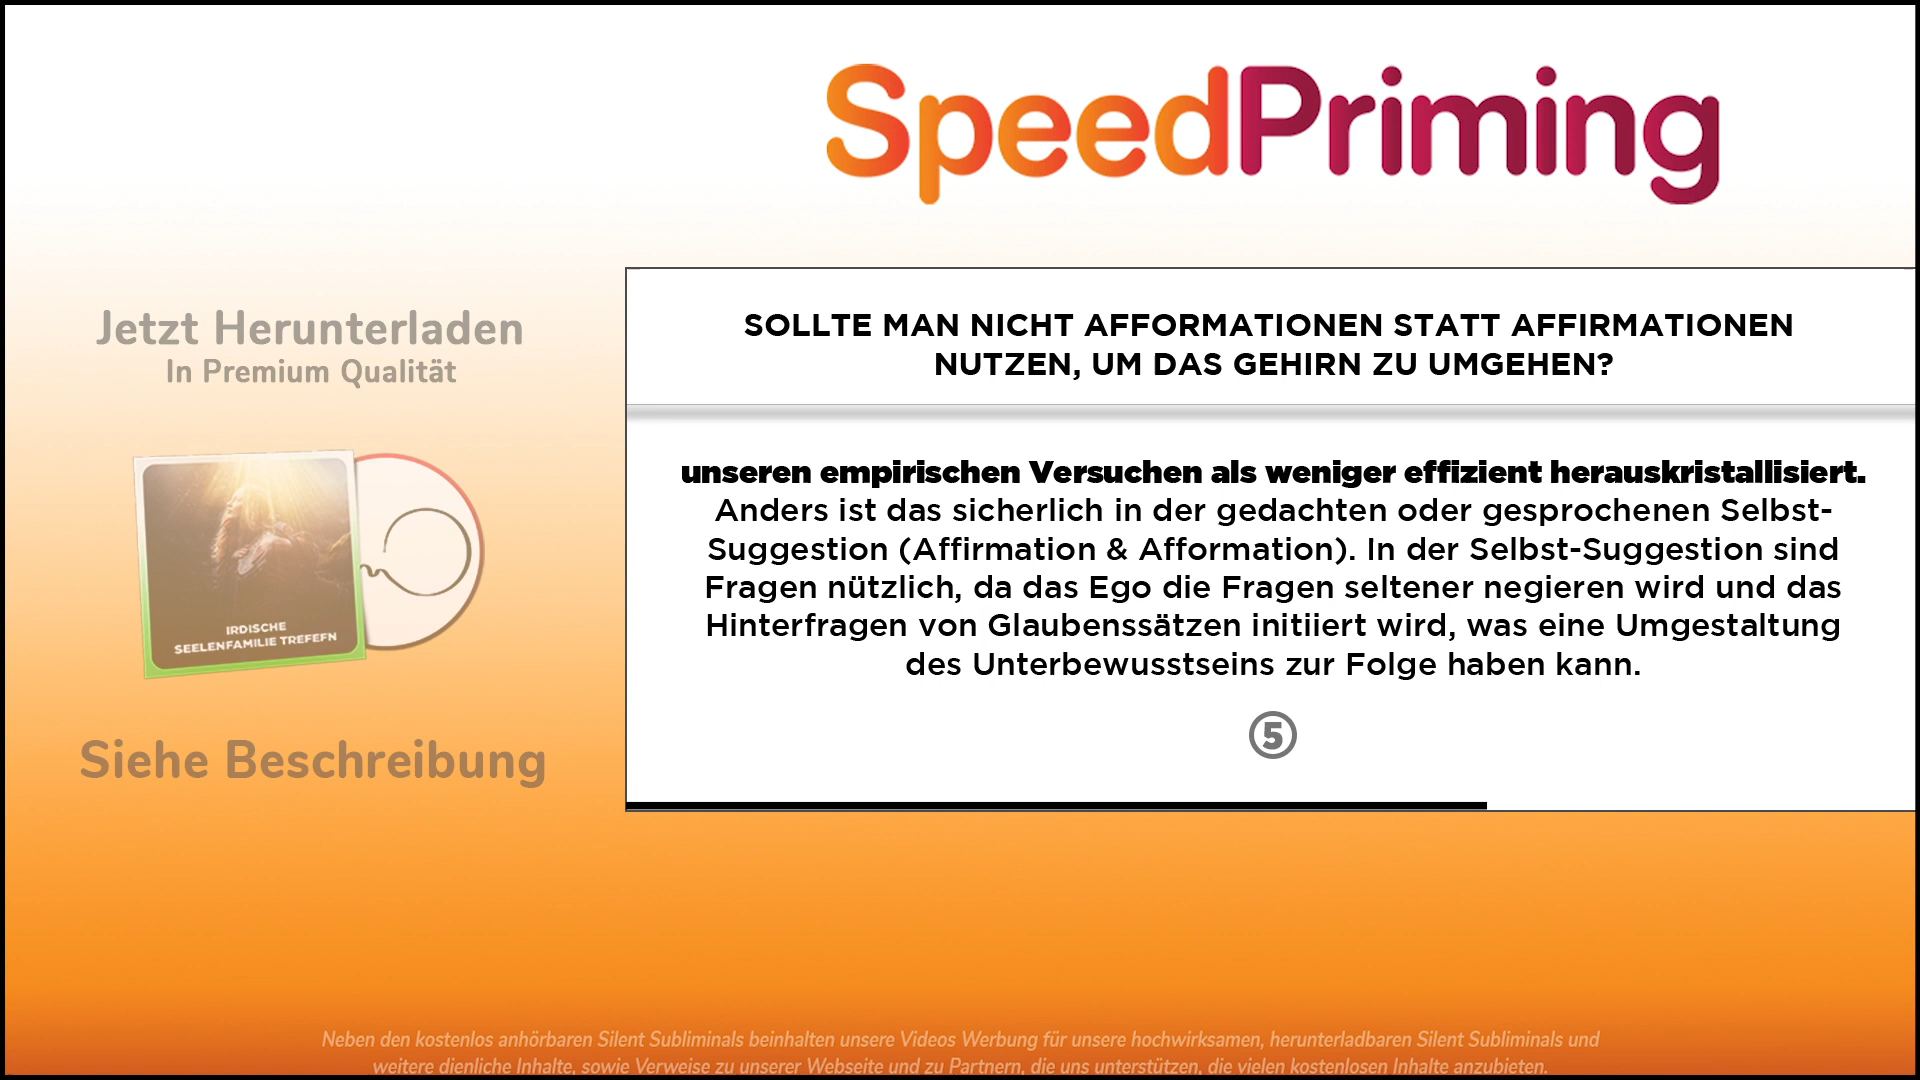 SpeedPriming
Jetzt Herunterladen
In Premium Qualität
IRDISCHE
SEELENFAMILIE TREFEFN
Siehe Beschreibung
SOLLTE MAN NICHT AFFORMATIONEN STATT AFFIRMATIONEN
NUTZEN, UM DAS GEHIRN ZU UMGEHEN?
unseren empirischen Versuchen als weniger effizient herauskristallisiert.
Anders ist das sicherlich in der gedachten oder gesprochenen Selbst-
Suggestion (Affirmation & Afformation). In der Selbst-Suggestion sind
Fragen nützlich, da das Ego die Fragen seltener negieren wird und das
Hinterfragen von Glaubenssätzen initiiert wird, was eine Umgestaltung
des Unterbewusstseins zur Folge haben kann.
5
Neben den kostenlos anhörbaren Silent Subliminals beinhalten unsere Videos Werbung für unsere hochwirksamen, herunterladbaren Silent Subliminals und
weitere dienliche Inhalte, sowie Verweise zu unserer Webseite und zu Partnern, die uns unterstützen, die vielen kostenlosen Inhalte anzubieten.